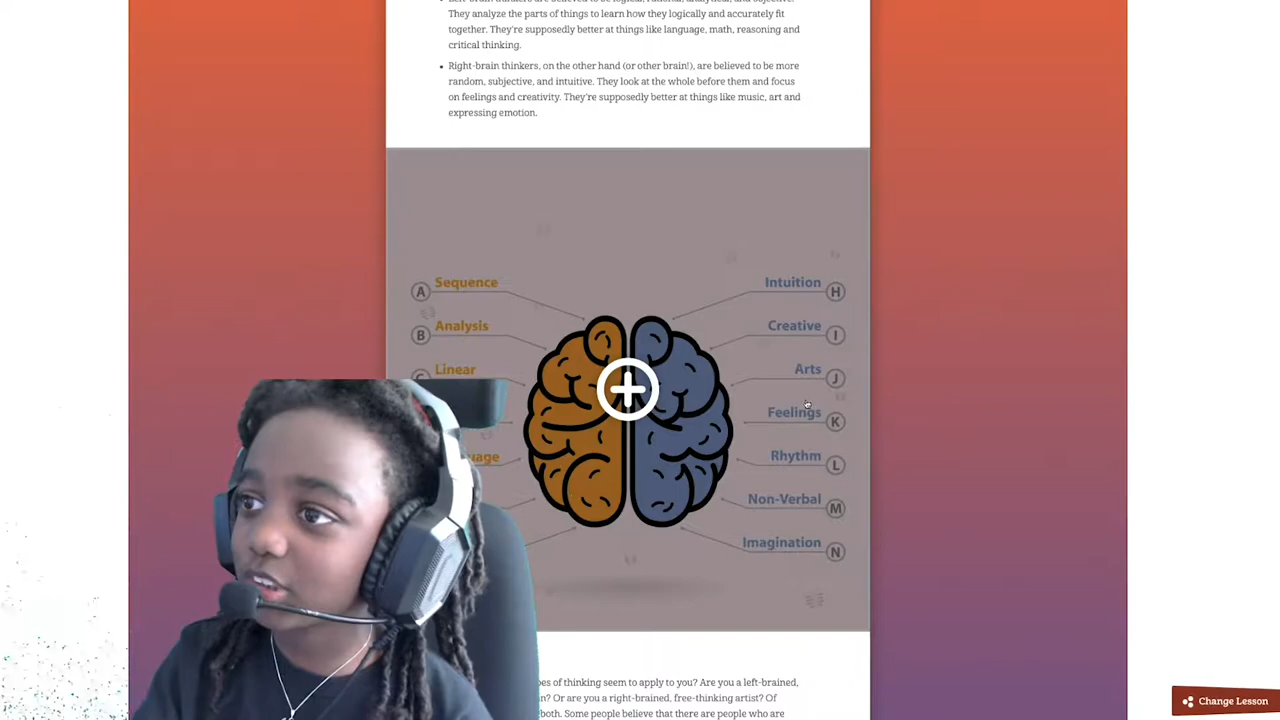 They analyze the parts of things to learn how they logically and accurately fit
together. They're supposedly better at things like language, math, reasoning and
critical thinking.
• Right-brain thinkers, on the other hand (or other brain!), are believed to be more
random, subjective, and intuitive. They look at the whole before them and focus
on feelings and creativity. They're supposedly better at things like music, art and
expressing emotion.
A Sequence
Intuition H
B Analysis
Creative I
Linear
Arts J
Feelings K
Rhythm L
Non-Verbal M
Imagination N
of thinking seem to apply to you? Are you a left-brained,
Or are you a right-brained, free-thinking artist? Of
both. Some people believe that there are people who are
Change Lesson